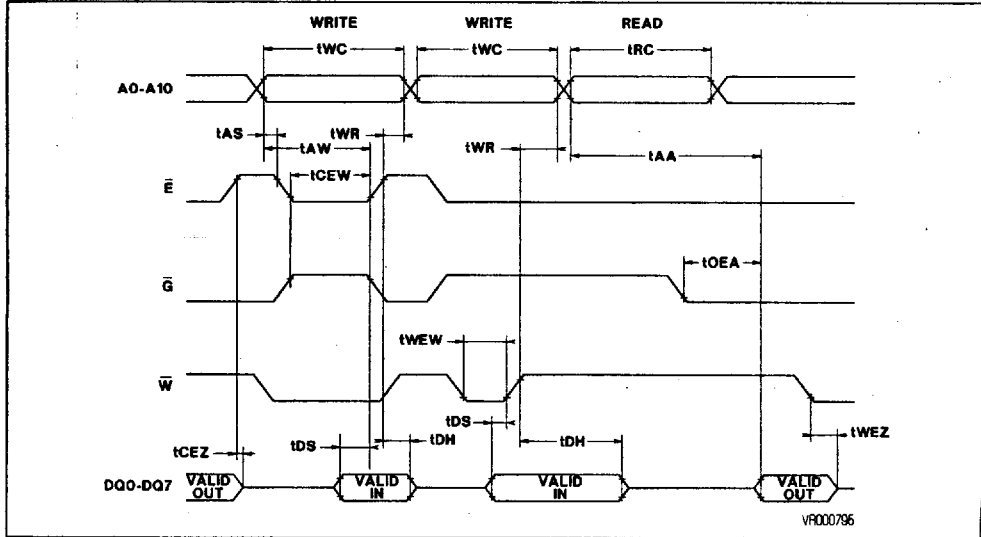 WRITE WRITE READ
tWC tWC tRC
A0-A10
tAS tWR
tAW tWR tAA
tCEW
E̅
tOEA
G̅
tWEW
W̅
tDS
tDS tDH tDH tWEZ
tCEZ
DQ0-DQ7 VALID OUT VALID IN VALID IN VALID OUT
VR000795